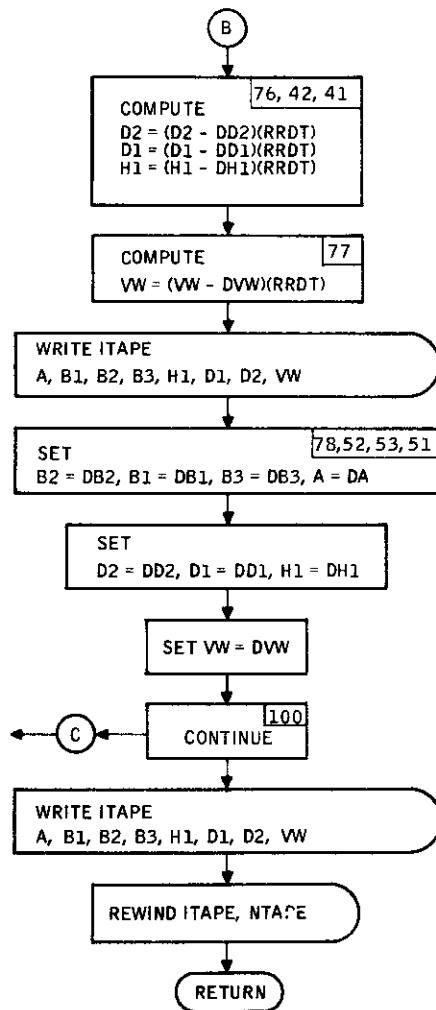 B
76, 42, 41
COMPUTE
D2 = (D2 - DD2)(RRDT)
D1 = (D1 - DD1)(RRDT)
H1 = (H1 - DH1)(RRDT)
77
COMPUTE
VW = (VW - DVW)(RRDT)
WRITE ITAPE
A, B1, B2, B3, H1, D1, D2, VW
78,52,53,51
SET
B2 = DB2, B1 = DB1, B3 = DB3, A = DA
SET
D2 = DD2, D1 = DD1, H1 = DH1
SET VW = DVW
100
C
CONTINUE
WRITE ITAPE
A, B1, B2, B3, H1, D1, D2, VW
REWIND ITAPE, NTAPE
RETURN